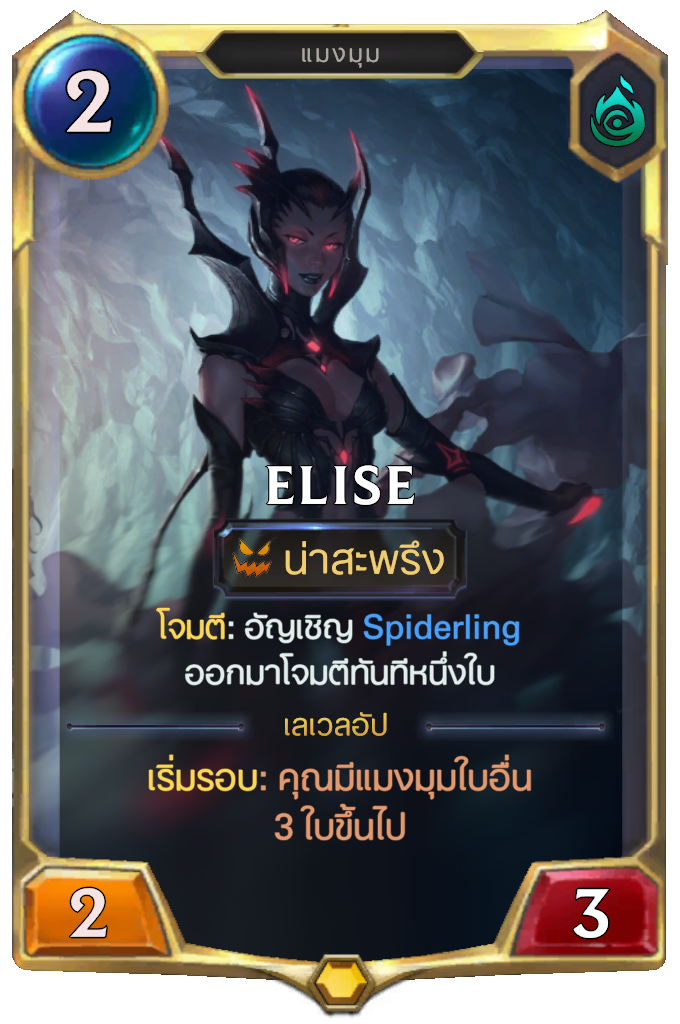 แมงมุม
2
ELISE
น่าสะพรึง
โจมตี: อัญเชิญ Spiderling
ออกมาโจมตีทันทีหนึ่งใบ
เลเวลอัป
เริ่มรอบ: คุณมีแมงมุมใบอื่น
3 ใบขึ้นไป
2
3